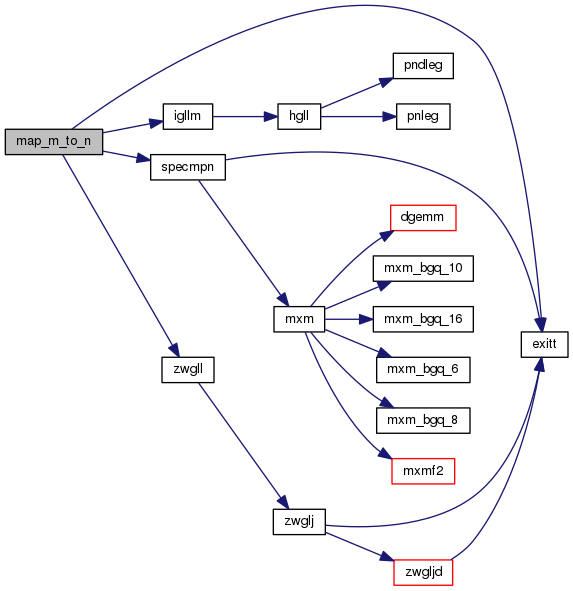 pndleg
igllm
hgll
pnleg
map_m_to_n
specmpn
dgemm
mxm_bgq_10
mxm
mxm_bgq_16
exitt
zwgll
mxm_bgq_6
mxm_bgq_8
mxmf2
zwglj
zwgljd